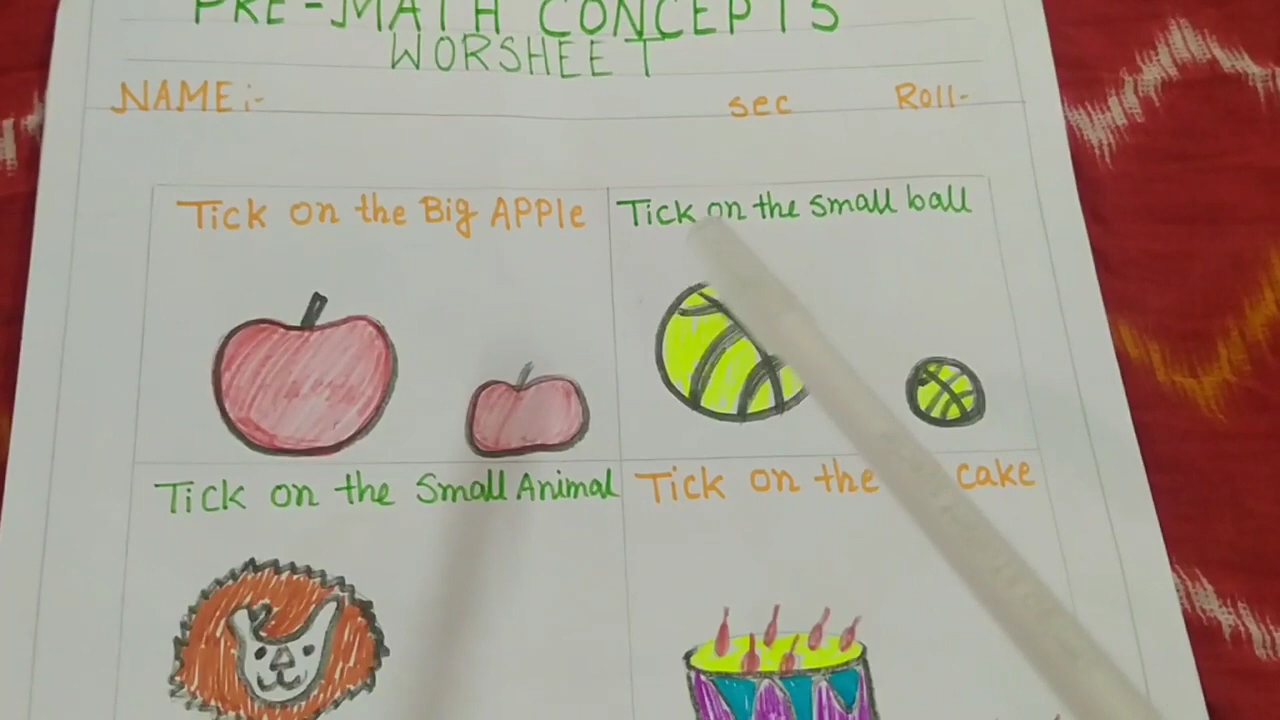 PRE-MATH CONCEPTS
WORSHEET
NAME:- sec Roll-
Tick on the Big APPle
Tick on the small ball
Tick on the Small Animal
Tick on the cake